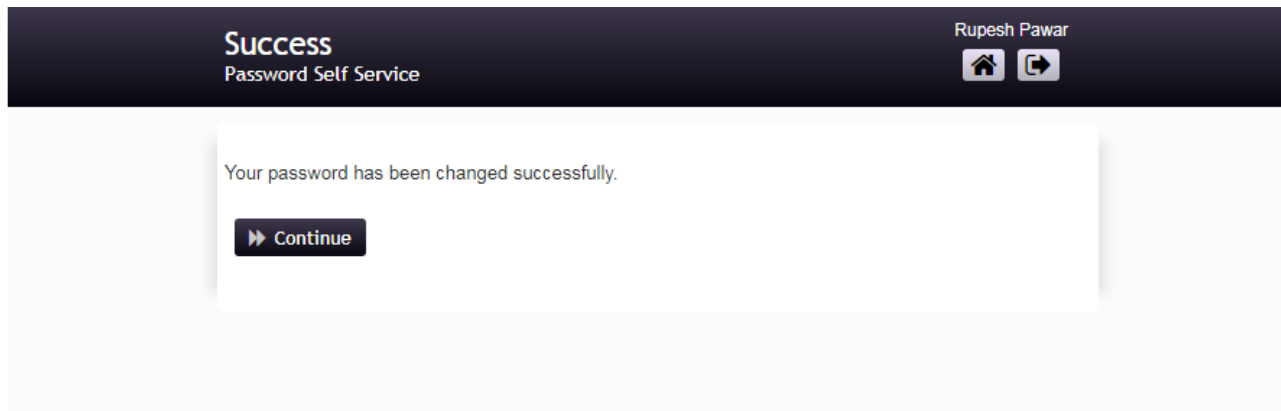 Success
Password Self Service
Rupesh Pawar
Your password has been changed successfully.
Continue